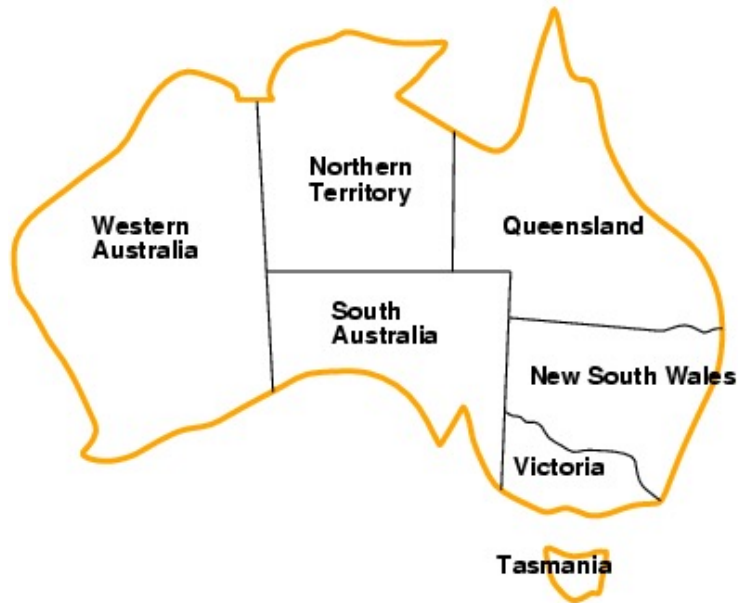 Northern
Territory
Western
Australia
Queensland
South
Australia
New South Wales
Victoria
Tasmania